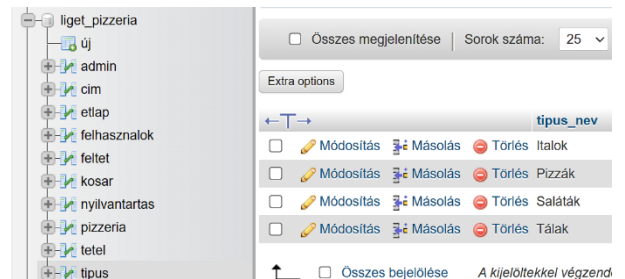 liget_pizzeria
új
admin
cim
etlap
felhasznalok
feltet
kosar
nyilvantartas
pizzeria
tetel
tipus
Összes megjelenítése Sorok száma: 25
Extra options
tipus_nev
Módosítás Másolás Törlés Italok
Módosítás Másolás Törlés Pizzák
Módosítás Másolás Törlés Saláták
Módosítás Másolás Törlés Tálak
Összes bejelölése A kijelöltekkel